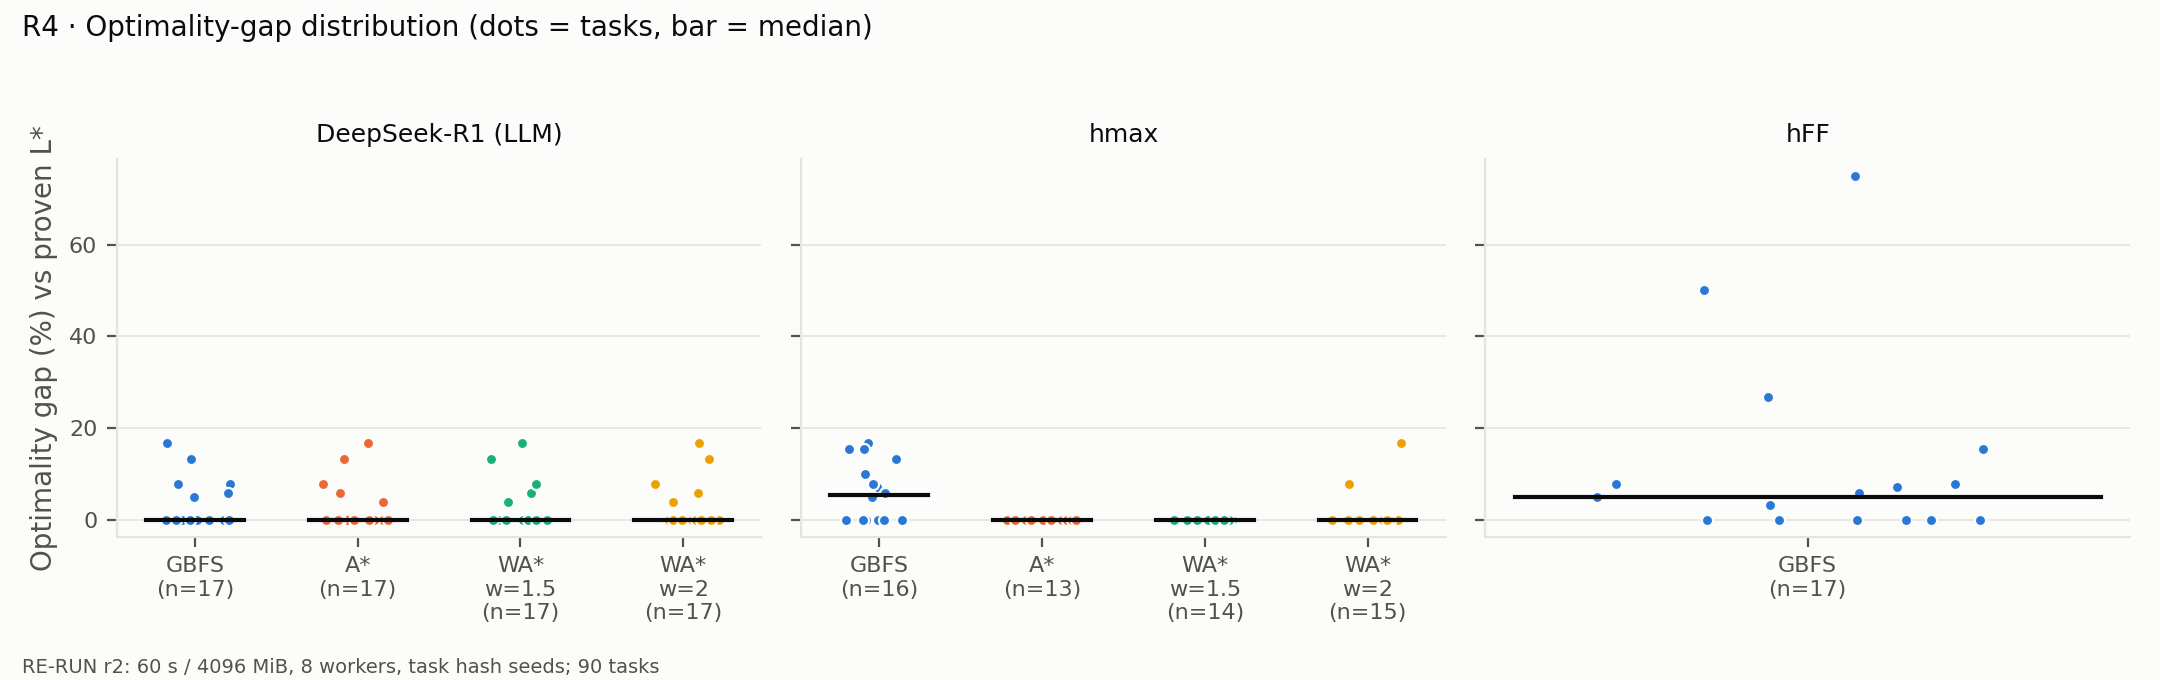 R4 · Optimality-gap distribution (dots = tasks, bar = median)
Optimality gap (%) vs proven L*
DeepSeek-R1 (LLM)
60
40
20
0
GBFS
(n=17)
A*
(n=17)
WA*
w=1.5
(n=17)
WA*
w=2
(n=17)
hmax
GBFS
(n=16)
A*
(n=13)
WA*
w=1.5
(n=14)
WA*
w=2
(n=15)
hFF
GBFS
(n=17)
RE-RUN r2: 60 s / 4096 MiB, 8 workers, task hash seeds; 90 tasks